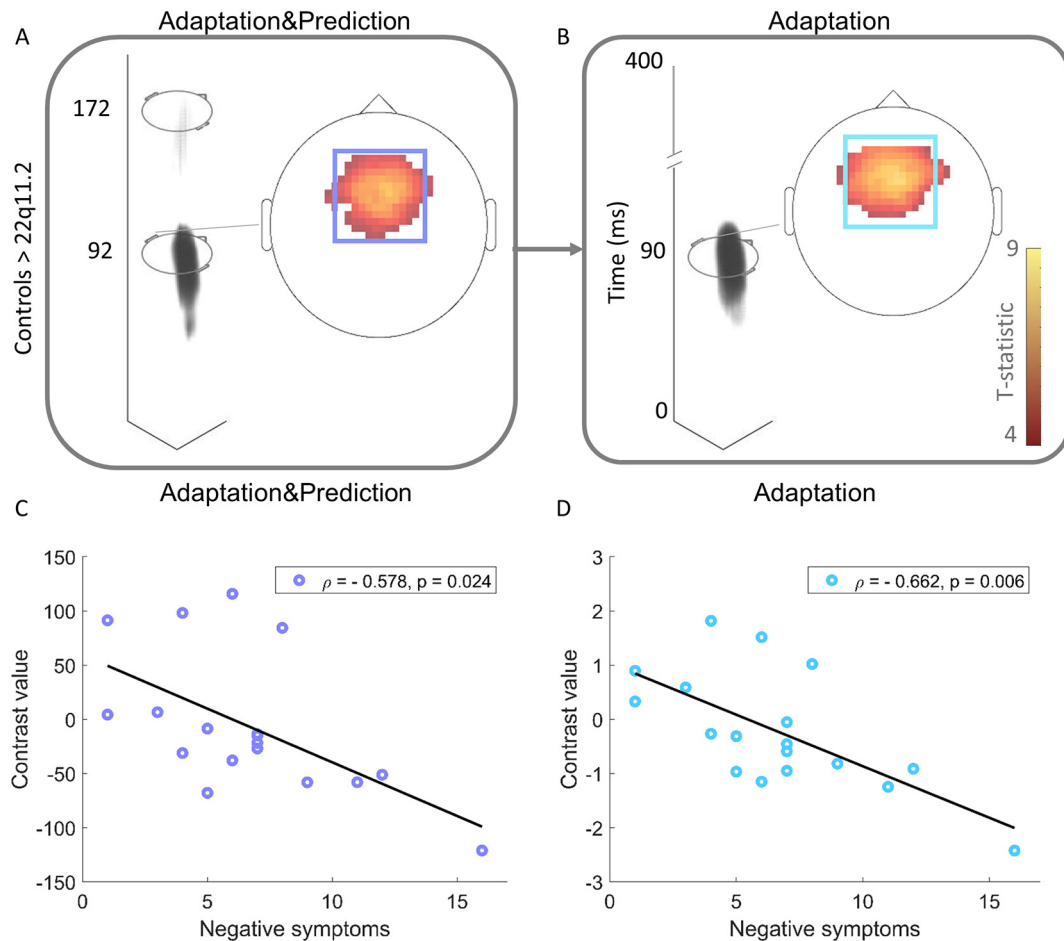 Adaptation&Prediction
A
172
92
Controls > 22q11.2
Adaptation
B
400
90
0
Time (ms)
9
4
T-statistic
Adaptation&Prediction
C
150
100
50
0
-50
-100
-150
Contrast value
ρ = - 0.578, p = 0.024
0
5
10
15
Negative symptoms
Adaptation
D
3
2
1
0
-1
-2
-3
Contrast value
ρ = - 0.662, p = 0.006
0
5
10
15
Negative symptoms